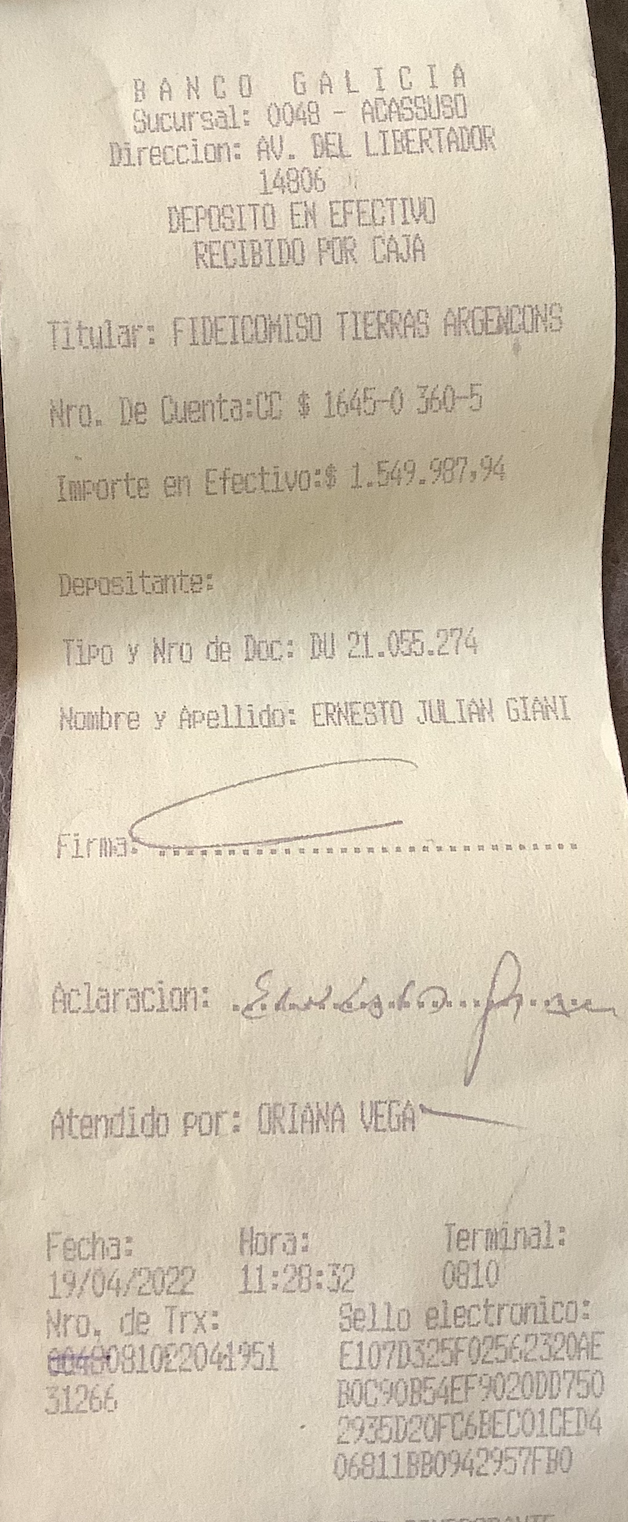 BANCO GALICIA
Sucursal: 0048 - ACASSUSO
Direccion: AV. DEL LIBERTADOR
14806
DEPOSITO EN EFECTIVO
RECIBIDO POR CAJA
Titular: FIDEICOMISO TIERRAS ARGENCONS
Nro. De Cuenta:CC $ 1645-0 360-5
Importe en Efectivo:$ 1.549.987,94
Depositante:
Tipo y Nro de Doc: DU 21.055.274
Nombre y Apellido: ERNESTO JULIAN GIANI
Firma:
Aclaracion:
Atendido por: ORIANA VEGA
Fecha: Hora: Terminal:
19/04/2022 11:28:32 0810
Nro. de Trx: Sello electronico:
0048081022041951 E107D325F02562320AE
31266 B0C90B54EF9020DD750
2935D20FC6BEC01CED4
06811BB0942957FB0